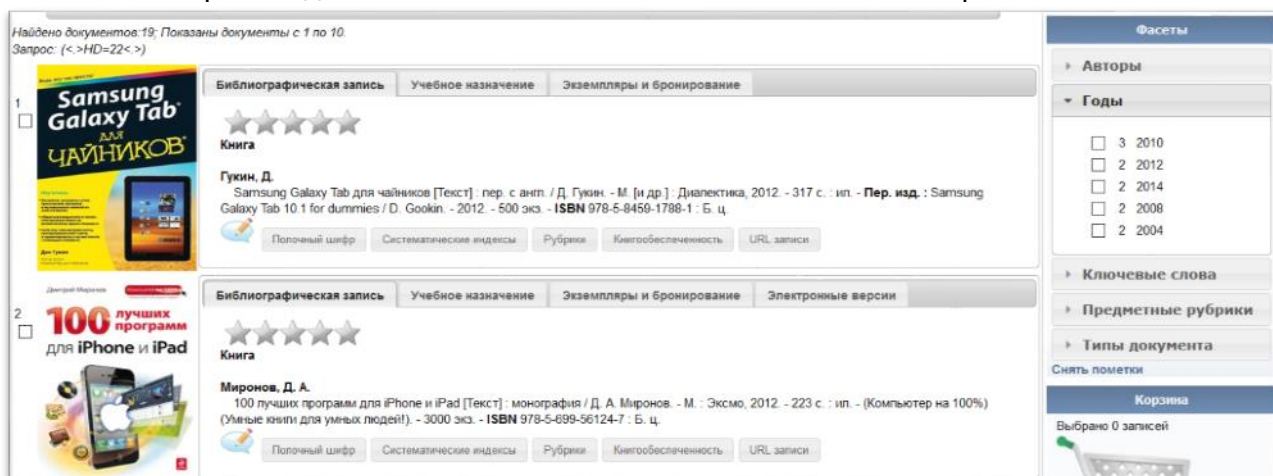 Найдено документов:19; Показаны документы с 1 по 10.
Запрос: (<.>HD=22<.>)
1
Samsung
Galaxy Tab
для
ЧАЙНИКОВ
Библиографическая запись Учебное назначение Экземпляры и бронирование
Книга
Гукин, Д.
Samsung Galaxy Tab для чайников [Текст] : пер. с англ. / Д. Гукин. - М. [и др.] : Диалектика, 2012. - 317 с. : ил. - Пер. изд. : Samsung
Galaxy Tab 10.1 for dummies / D. Gookin. - 2012. - 500 экз. - ISBN 978-5-8459-1788-1 : Б. ц.
Полочный шифр Систематические индексы Рубрики Книгообеспеченность URL записи
2
Дмитрий Миронов
100 лучших
программ
для iPhone и iPad
Библиографическая запись Учебное назначение Экземпляры и бронирование Электронные версии
Книга
Миронов, Д. А.
100 лучших программ для iPhone и iPad [Текст] : монография / Д. А. Миронов. - М. : Эксмо, 2012. - 223 с. : ил. - (Компьютер на 100%)
(Умные книги для умных людей!). - 3000 экз. - ISBN 978-5-699-56124-7 : Б. ц.
Полочный шифр Систематические индексы Рубрики Книгообеспеченность URL записи
Фасеты
Авторы
Годы
3 2010
2 2012
2 2014
2 2008
2 2004
Ключевые слова
Предметные рубрики
Типы документа
Снять пометки
Корзина
Выбрано 0 записей